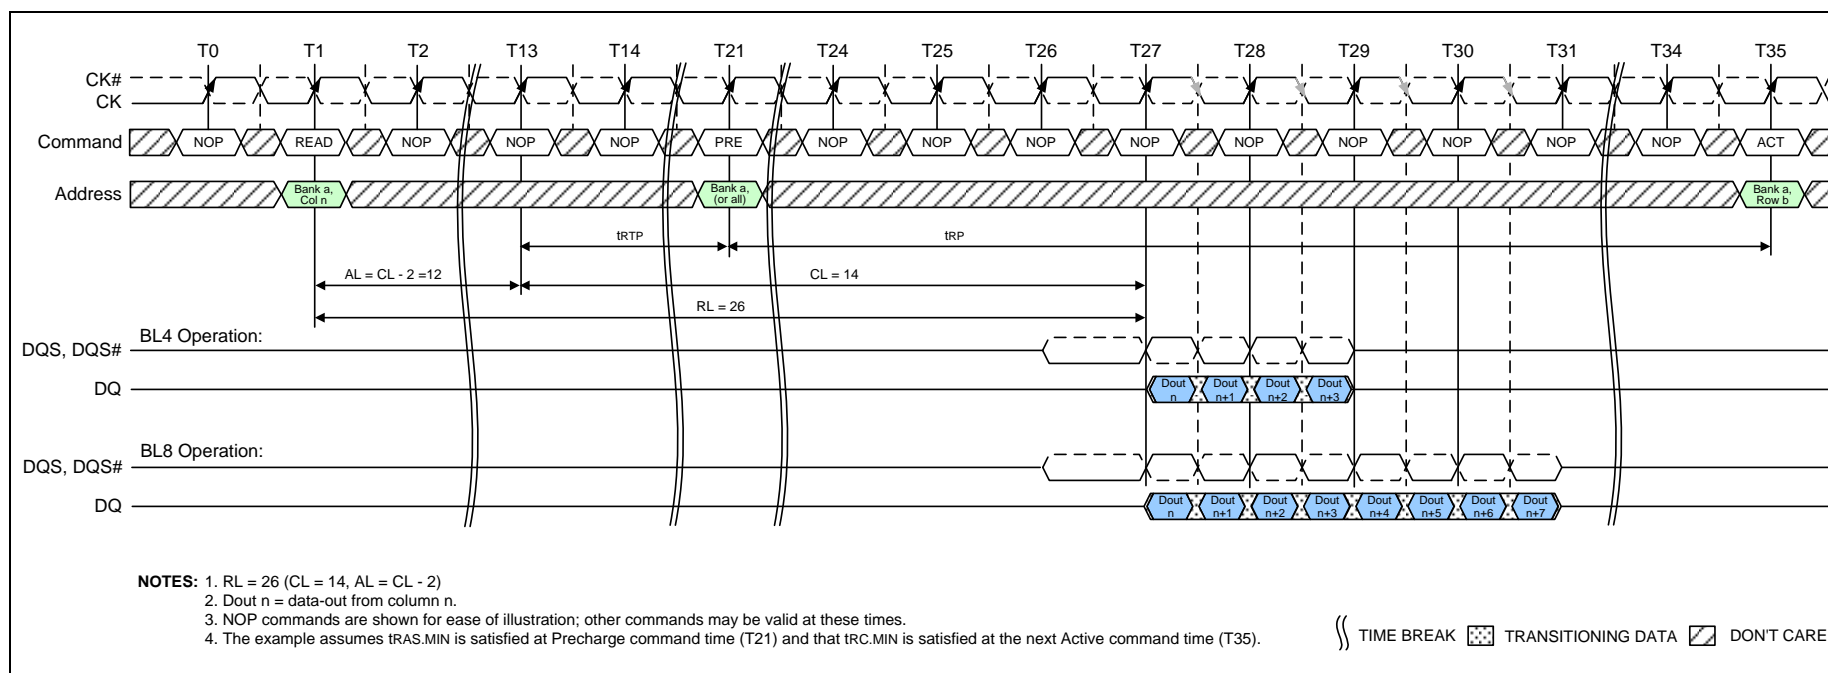 T0 T1 T2 T13 T14 T21 T24 T25 T26 T27 T28 T29 T30 T31 T34 T35
CK#
CK
Command NOP READ NOP NOP NOP PRE NOP NOP NOP NOP NOP NOP NOP NOP NOP ACT
Address Bank a, Col n Bank a, (or all) Bank a, Row b
tRTP tRP
AL = CL - 2 =12 CL = 14
RL = 26
BL4 Operation:
DQS, DQS#
DQ Dout n Dout n+1 Dout n+2 Dout n+3
BL8 Operation:
DQS, DQS#
DQ Dout n Dout n+1 Dout n+2 Dout n+3 Dout n+4 Dout n+5 Dout n+6 Dout n+7
NOTES: 1. RL = 26 (CL = 14, AL = CL - 2)
2. Dout n = data-out from column n.
3. NOP commands are shown for ease of illustration; other commands may be valid at these times.
4. The example assumes tRAS.MIN is satisfied at Precharge command time (T21) and that tRC.MIN is satisfied at the next Active command time (T35).
TIME BREAK TRANSITIONING DATA DON'T CARE